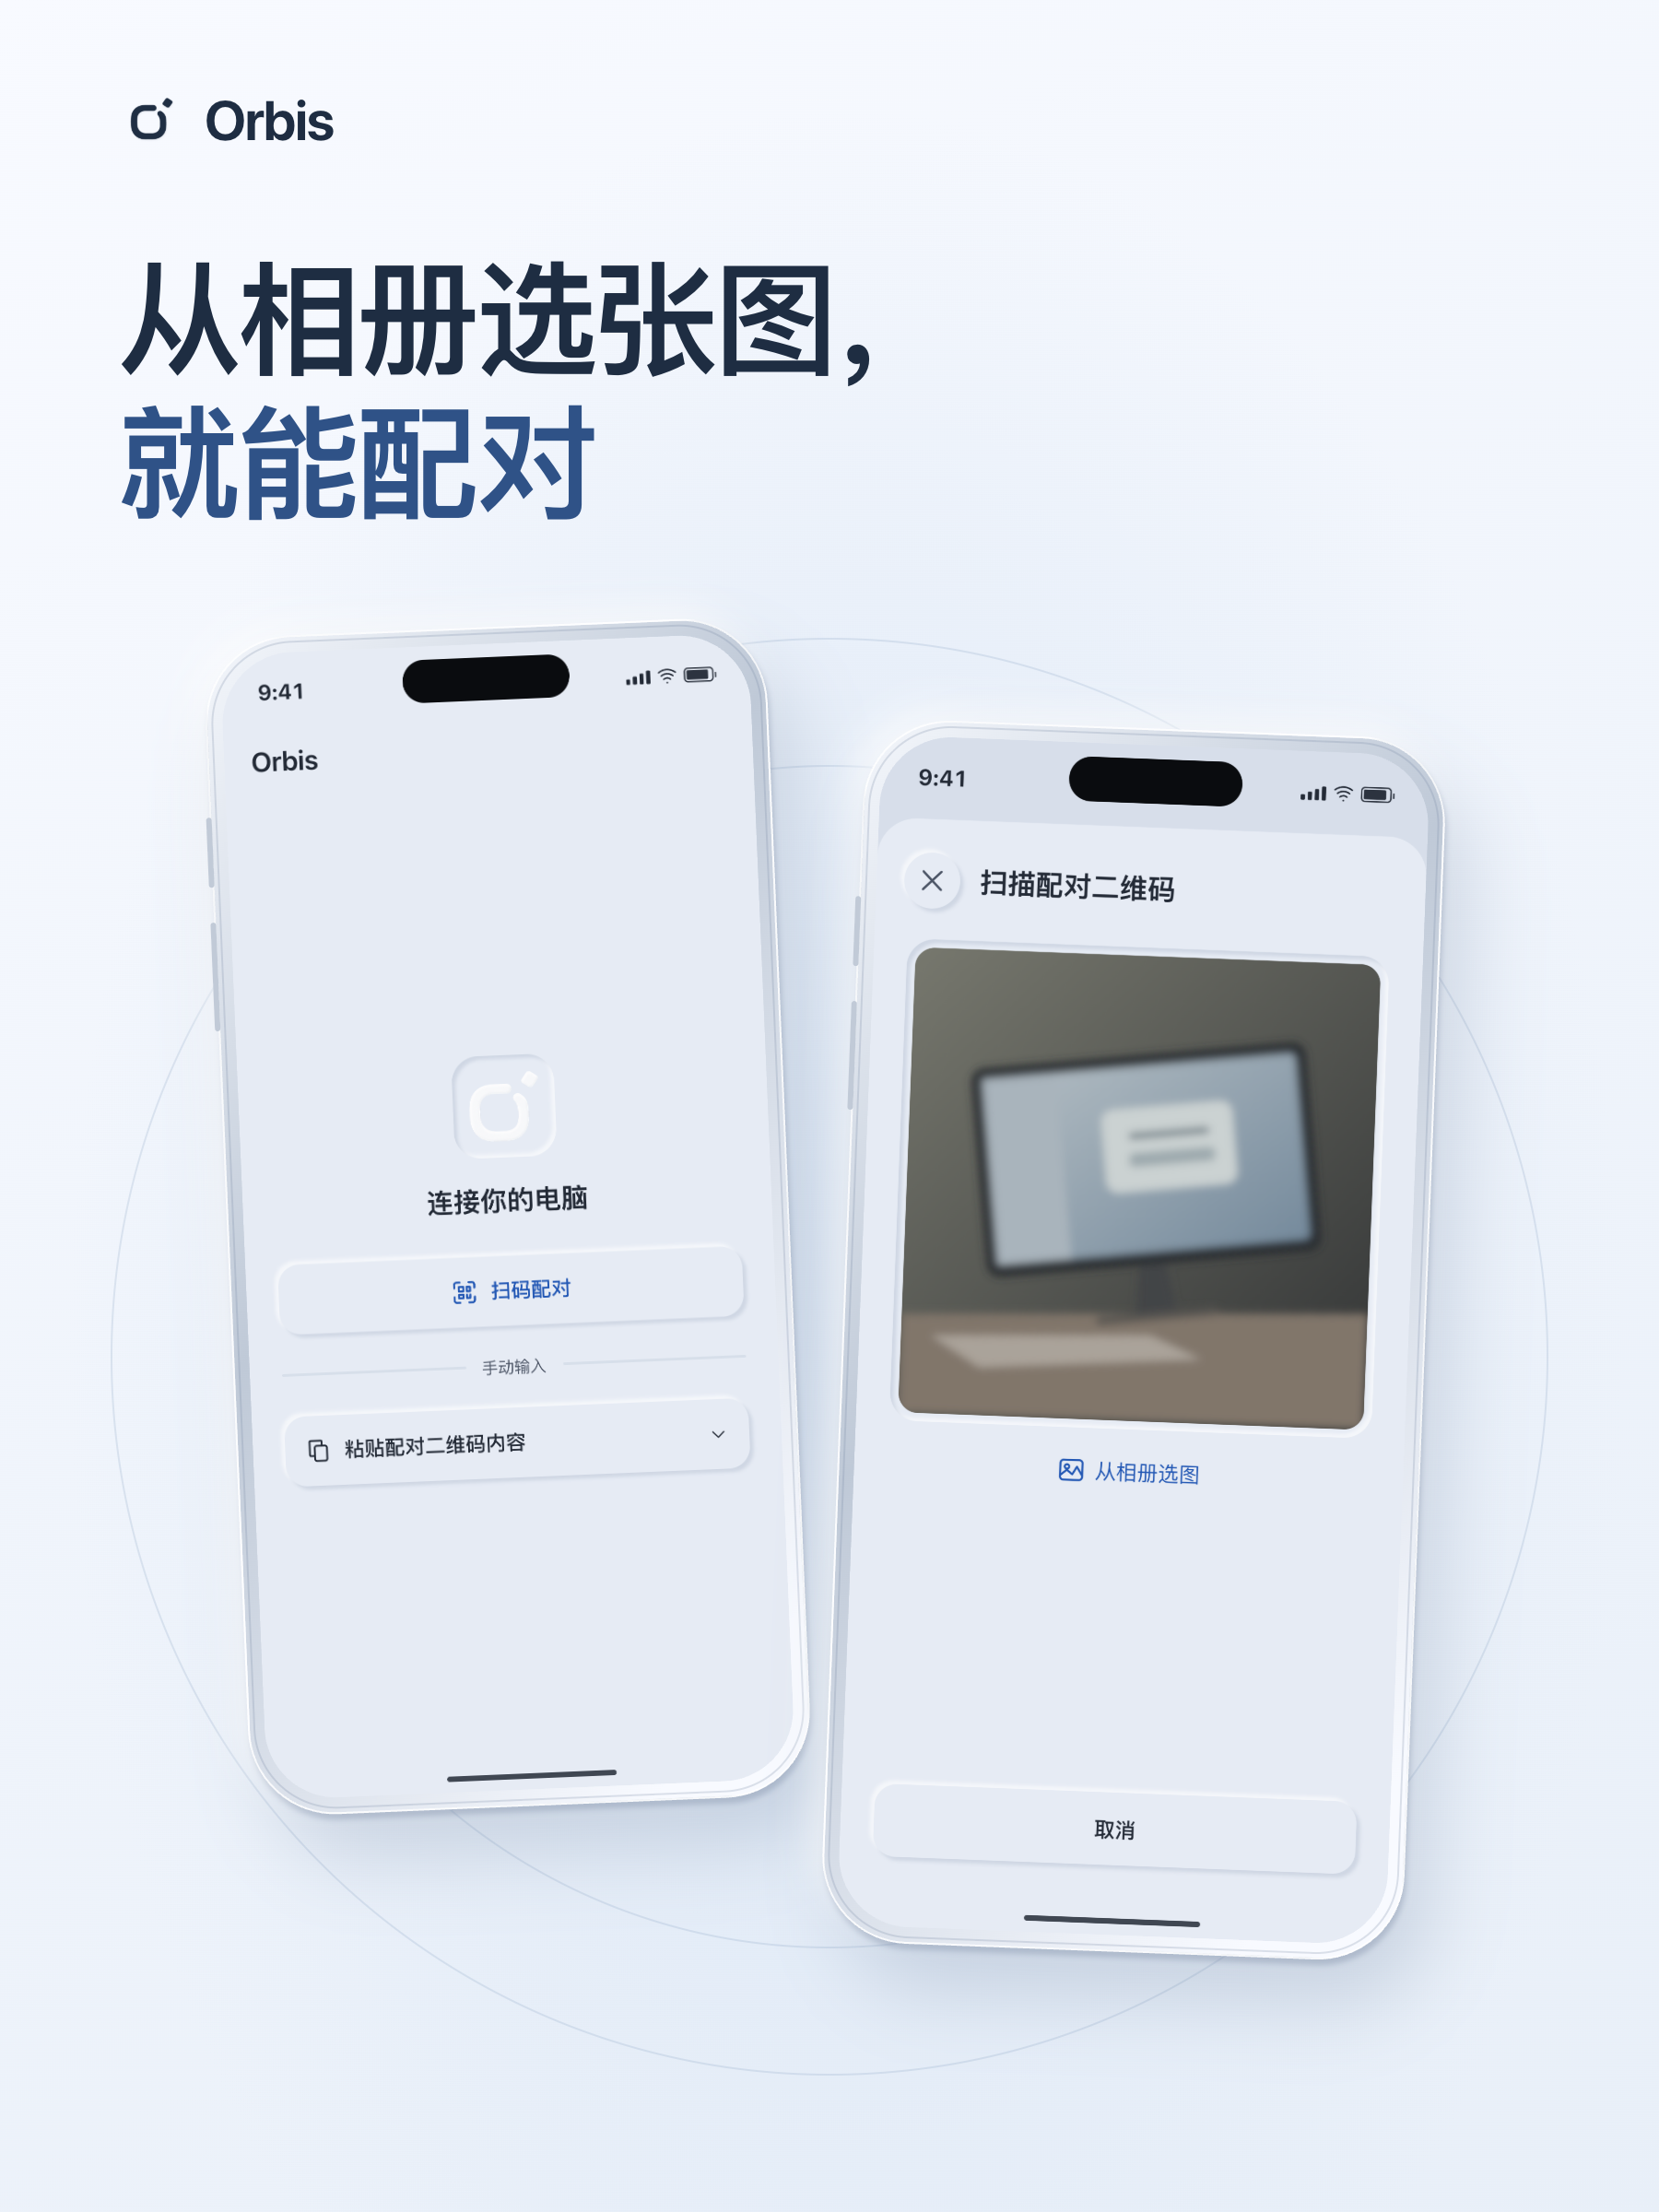 Orbis
从相册选张图，
就能配对
9:41
Orbis
连接你的电脑
扫码配对
手动输入
粘贴配对二维码内容
9:41
扫描配对二维码
从相册选图
取消